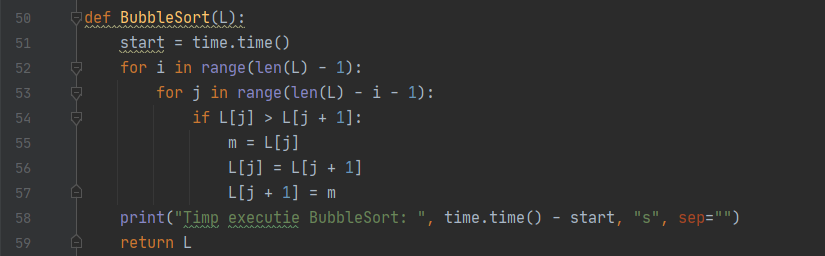 50 def BubbleSort(L):
51     start = time.time()
52     for i in range(len(L) - 1):
53         for j in range(len(L) - i - 1):
54             if L[j] > L[j + 1]:
55                 m = L[j]
56                 L[j] = L[j + 1]
57                 L[j + 1] = m
58     print("Timp executie BubbleSort: ", time.time() - start, "s", sep="")
59     return L